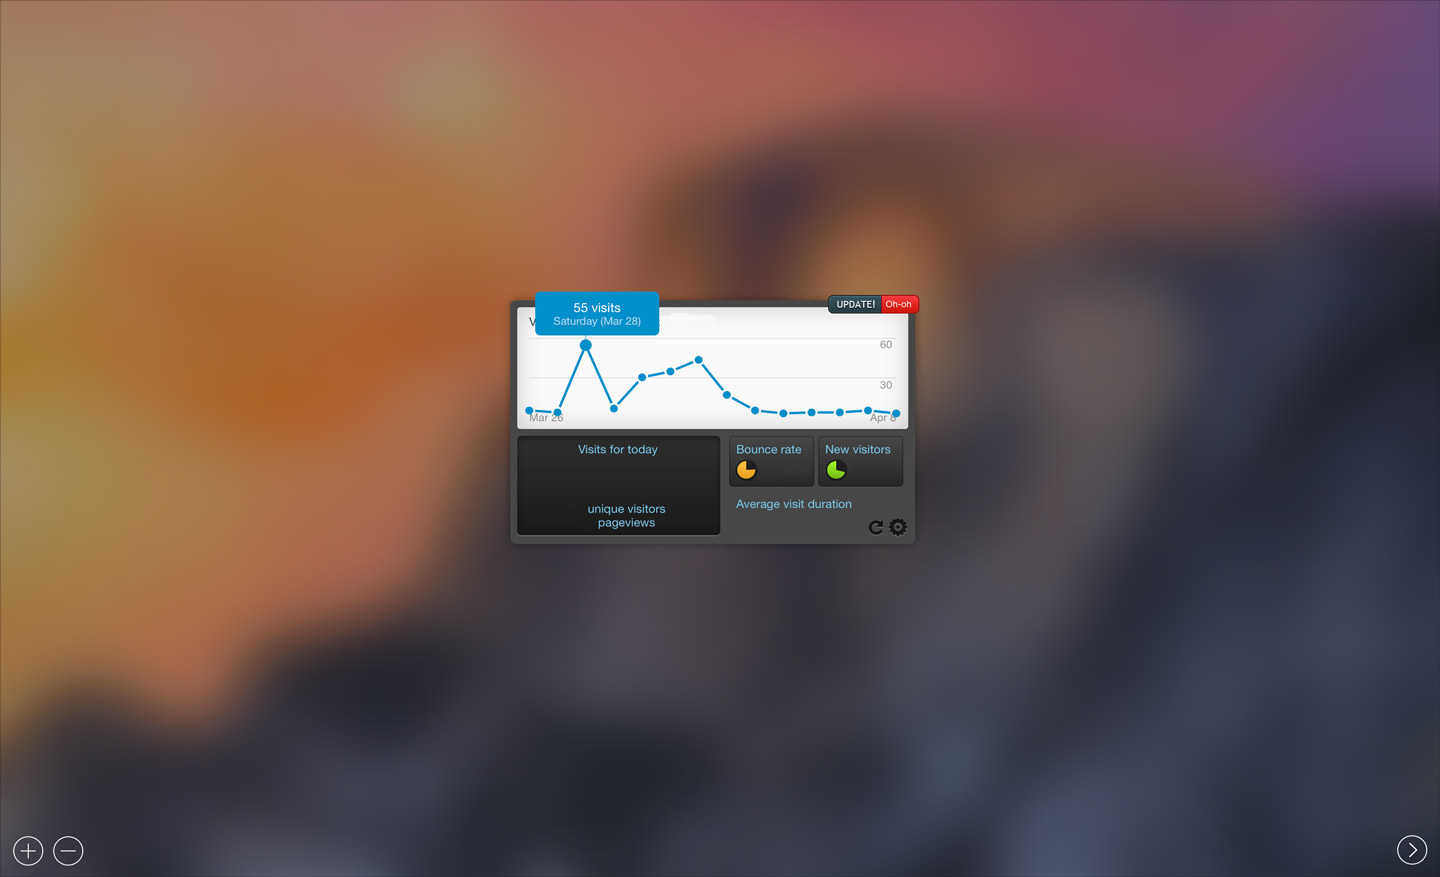 55 visits
Saturday (Mar 28)
UPDATE! Oh-oh
60
30
Mar 26
Apr 8
Visits for today
Bounce rate
New visitors
unique visitors
pageviews
Average visit duration